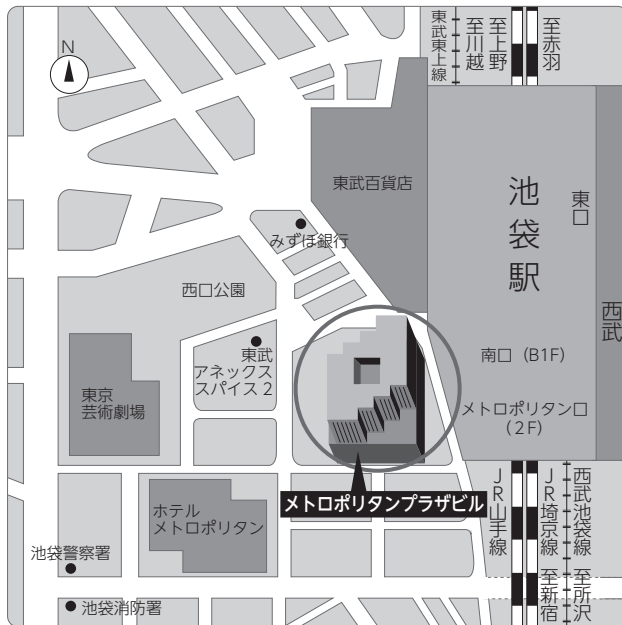 N
東武東上線
至川越
至上野
至赤羽
東武百貨店
池袋駅
東口
西武
みずほ銀行
西口公園
東武
アネックス
スパイス2
東京
芸術劇場
南口（B1F）
メトロポリタン口
（2F）
メトロポリタンプラザビル
ホテル
メトロポリタン
JR山手線
JR埼京線
西武池袋線
池袋警察署
池袋消防署
至新宿
至所沢